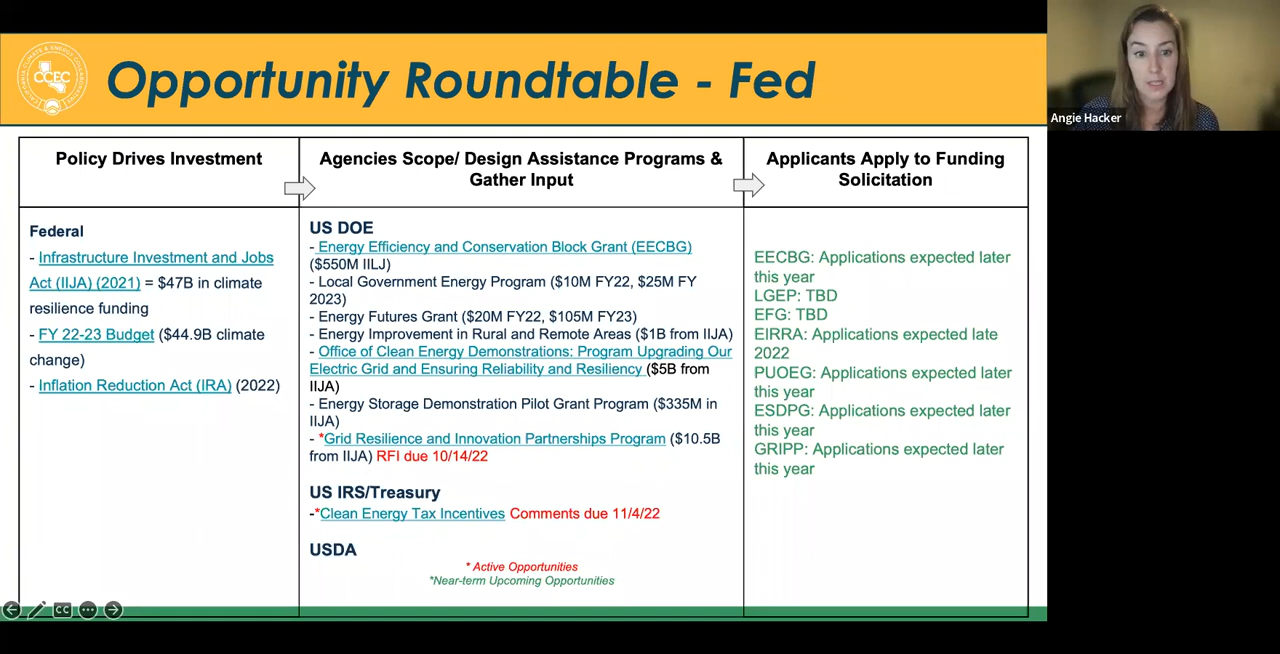 CCEC
Opportunity Roundtable - Fed
Angie Hacker
Policy Drives Investment
Agencies Scope/ Design Assistance Programs &
Gather Input
Applicants Apply to Funding
Solicitation
Federal
- Infrastructure Investment and Jobs
Act (IIJA) (2021) = $47B in climate
resilience funding
- FY 22-23 Budget ($44.9B climate
change)
- Inflation Reduction Act (IRA) (2022)
US DOE
- Energy Efficiency and Conservation Block Grant (EECBG)
($550M IILJ)
- Local Government Energy Program ($10M FY22, $25M FY
2023)
- Energy Futures Grant ($20M FY22, $105M FY23)
- Energy Improvement in Rural and Remote Areas ($1B from IIJA)
- Office of Clean Energy Demonstrations: Program Upgrading Our
Electric Grid and Ensuring Reliability and Resiliency ($5B from
IIJA)
- Energy Storage Demonstration Pilot Grant Program ($335M in
IIJA)
- *Grid Resilience and Innovation Partnerships Program ($10.5B
from IIJA) RFI due 10/14/22
US IRS/Treasury
-*Clean Energy Tax Incentives Comments due 11/4/22
USDA
* Active Opportunities
*Near-term Upcoming Opportunities
EECBG: Applications expected later
this year
LGEP: TBD
EFG: TBD
EIRRA: Applications expected late
2022
PUOEG: Applications expected later
this year
ESDPG: Applications expected later
this year
GRIPP: Applications expected later
this year
CC